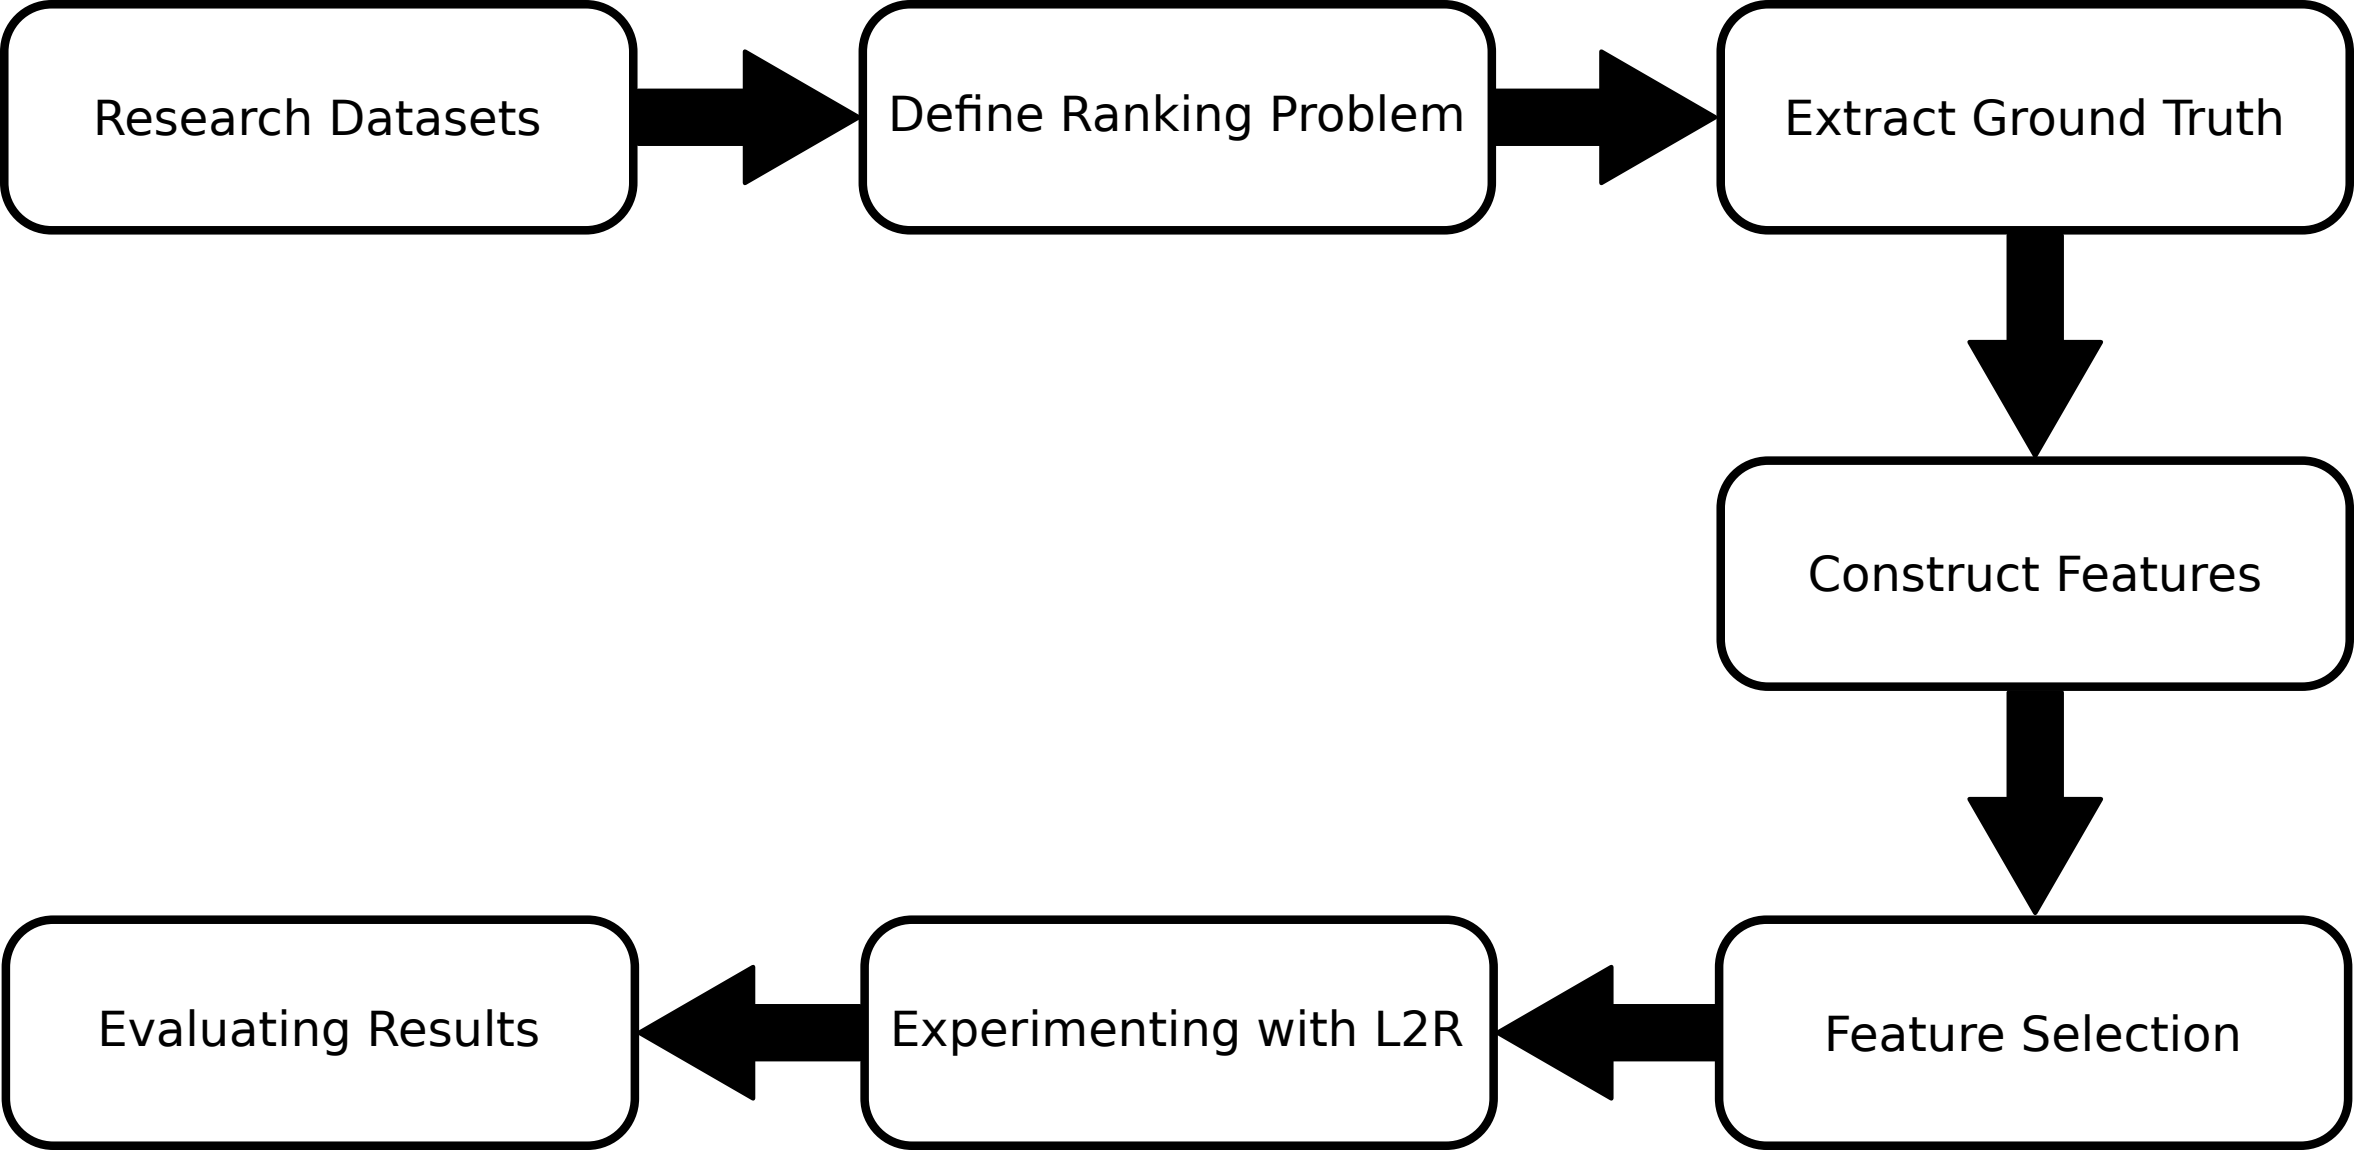 Research Datasets
Define Ranking Problem
Extract Ground Truth
Construct Features
Feature Selection
Experimenting with L2R
Evaluating Results